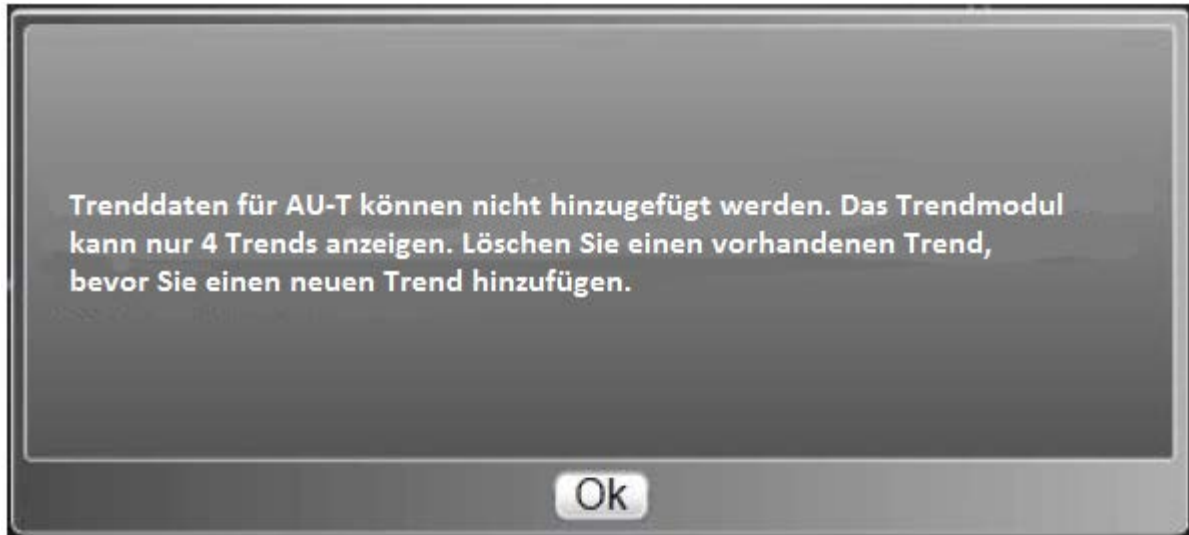 Trenddaten für AU-T können nicht hinzugefügt werden. Das Trendmodul
kann nur 4 Trends anzeigen. Löschen Sie einen vorhandenen Trend,
bevor Sie einen neuen Trend hinzufügen.
Ok